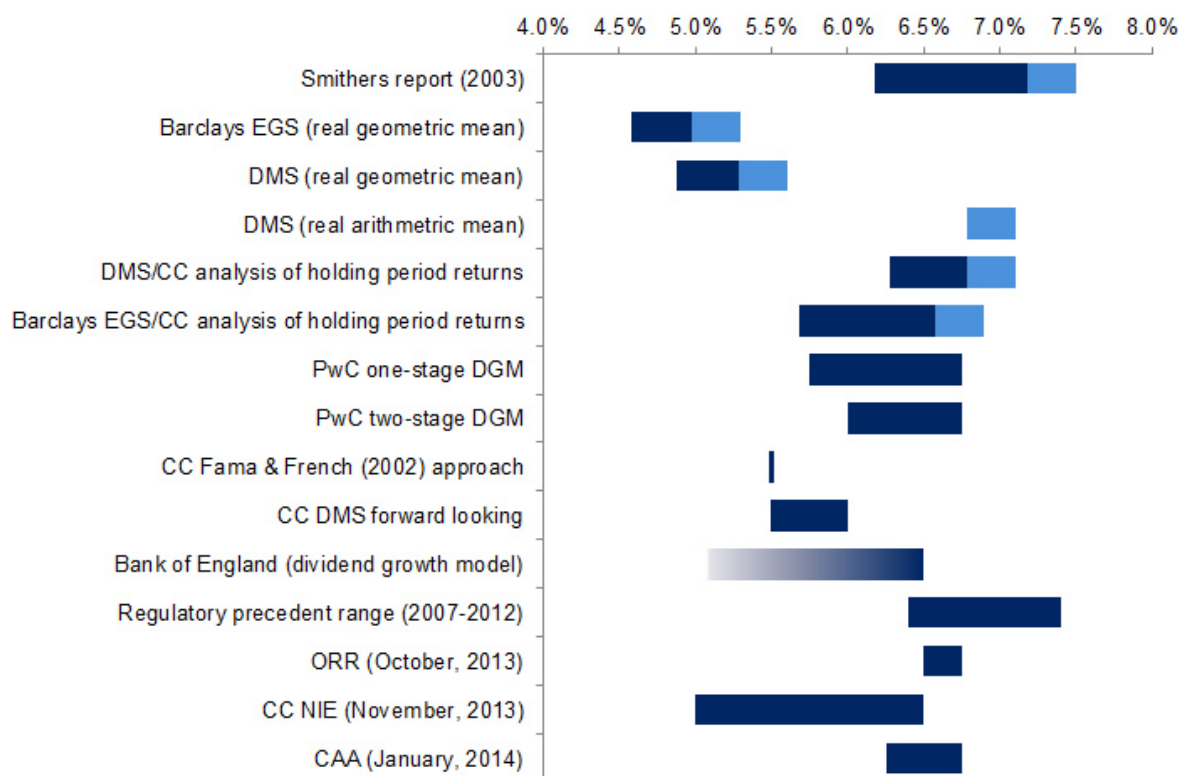 4.0% 4.5% 5.0% 5.5% 6.0% 6.5% 7.0% 7.5% 8.0%
Smithers report (2003)
Barclays EGS (real geometric mean)
DMS (real geometric mean)
DMS (real arithmetric mean)
DMS/CC analysis of holding period returns
Barclays EGS/CC analysis of holding period returns
PwC one-stage DGM
PwC two-stage DGM
CC Fama & French (2002) approach
CC DMS forward looking
Bank of England (dividend growth model)
Regulatory precedent range (2007-2012)
ORR (October, 2013)
CC NIE (November, 2013)
CAA (January, 2014)